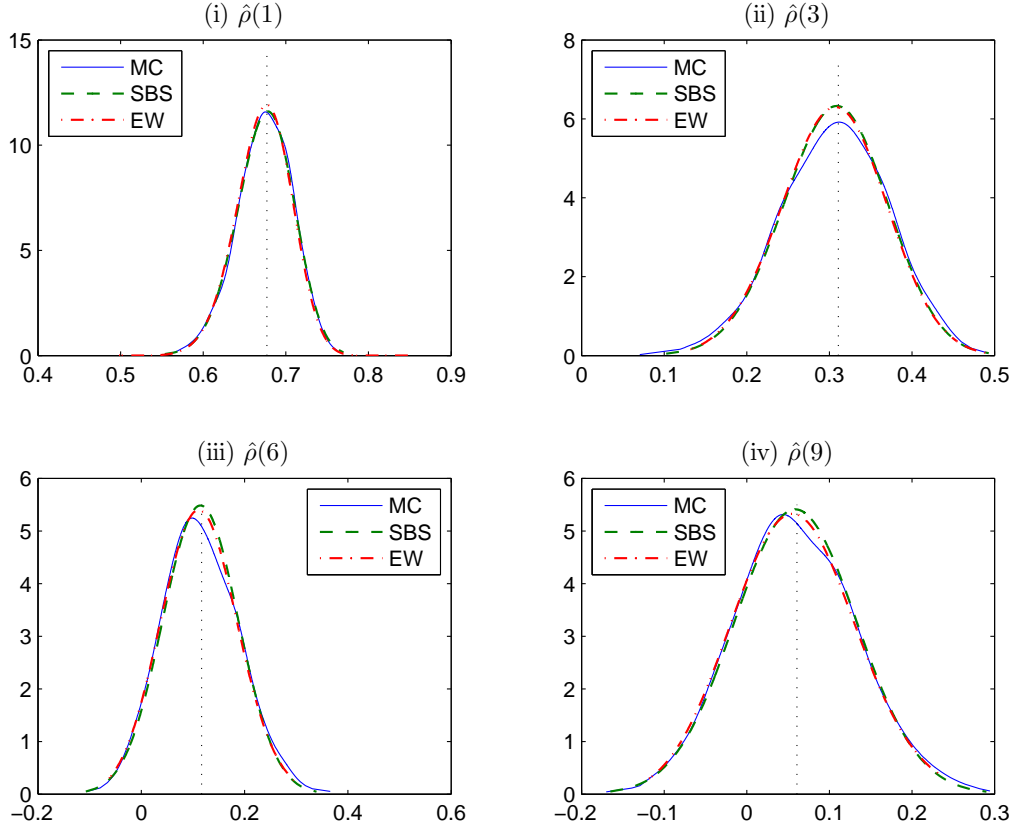 (i) ρ̂(1)
15
10
5
0
0.4 0.5 0.6 0.7 0.8 0.9
MC
SBS
EW
(ii) ρ̂(3)
8
6
4
2
0
0 0.1 0.2 0.3 0.4 0.5
MC
SBS
EW
(iii) ρ̂(6)
6
5
4
3
2
1
0
−0.2 0 0.2 0.4 0.6
MC
SBS
EW
(iv) ρ̂(9)
6
5
4
3
2
1
0
−0.2 −0.1 0 0.1 0.2 0.3
MC
SBS
EW